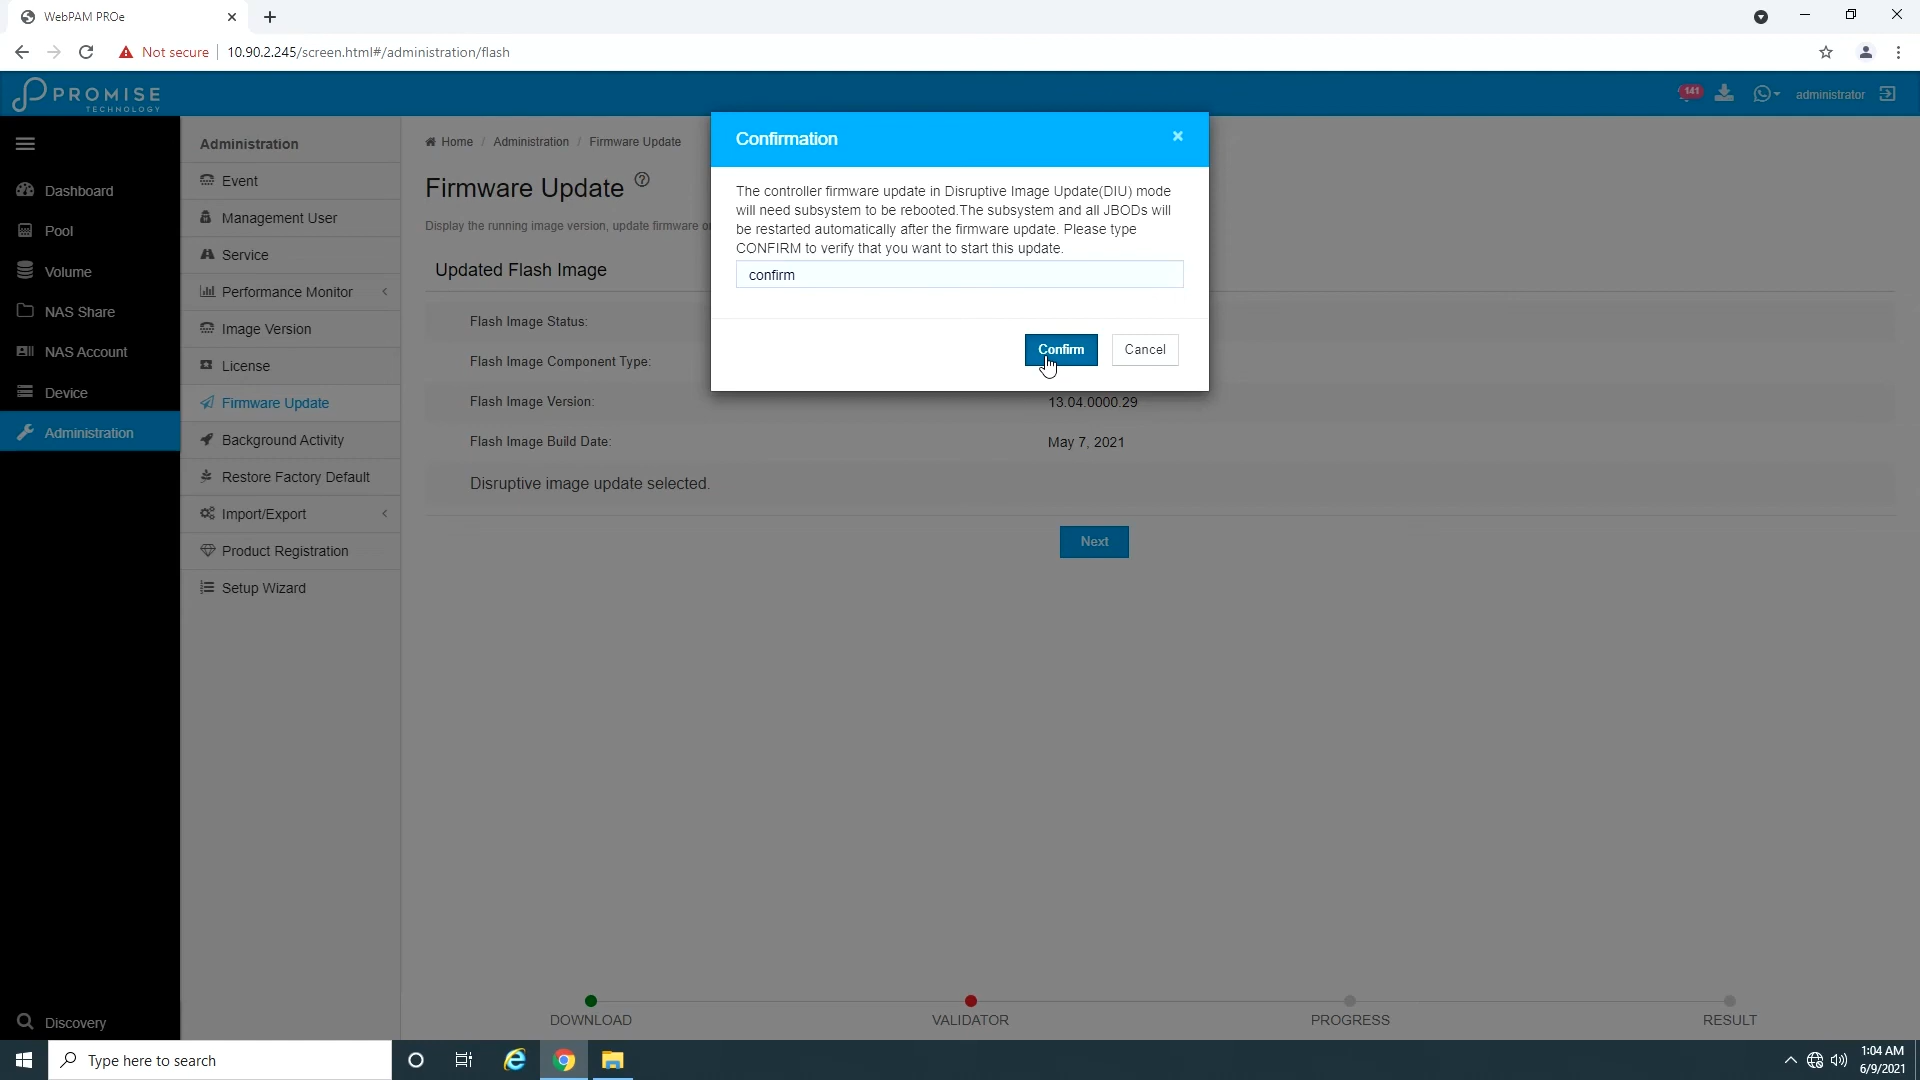 WebPAM PROe
Not secure
10.90.2.245/screen.html#/administration/flash
PROMISE
TECHNOLOGY
141
administrator
Dashboard
Pool
Volume
NAS Share
NAS Account
Device
Administration
Discovery
Administration
Event
Management User
Service
Performance Monitor
Image Version
License
Firmware Update
Background Activity
Restore Factory Default
Import/Export
Product Registration
Setup Wizard
Home / Administration / Firmware Update
Firmware Update
Display the running image version, update firmware
Updated Flash Image
Flash Image Status:
Flash Image Component Type:
Flash Image Version: 13.04.0000.29
Flash Image Build Date: May 7, 2021
Disruptive image update selected.
Next
Confirmation
The controller firmware update in Disruptive Image Update(DIU) mode
will need subsystem to be rebooted.The subsystem and all JBODs will
be restarted automatically after the firmware update. Please type
CONFIRM to verify that you want to start this update.
confirm
Confirm
Cancel
DOWNLOAD
VALIDATOR
PROGRESS
RESULT
Type here to search
1:04 AM
6/9/2021